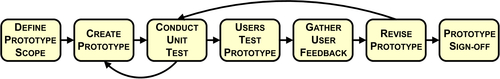 DEFINE
PROTOTYPE
SCOPE
CREATE
PROTOTYPE
CONDUCT
UNIT
TEST
USERS
TEST
PROTOTYPE
GATHER
USER
FEEDBACK
REVISE
PROTOTYPE
PROTOTYPE
SIGN-OFF